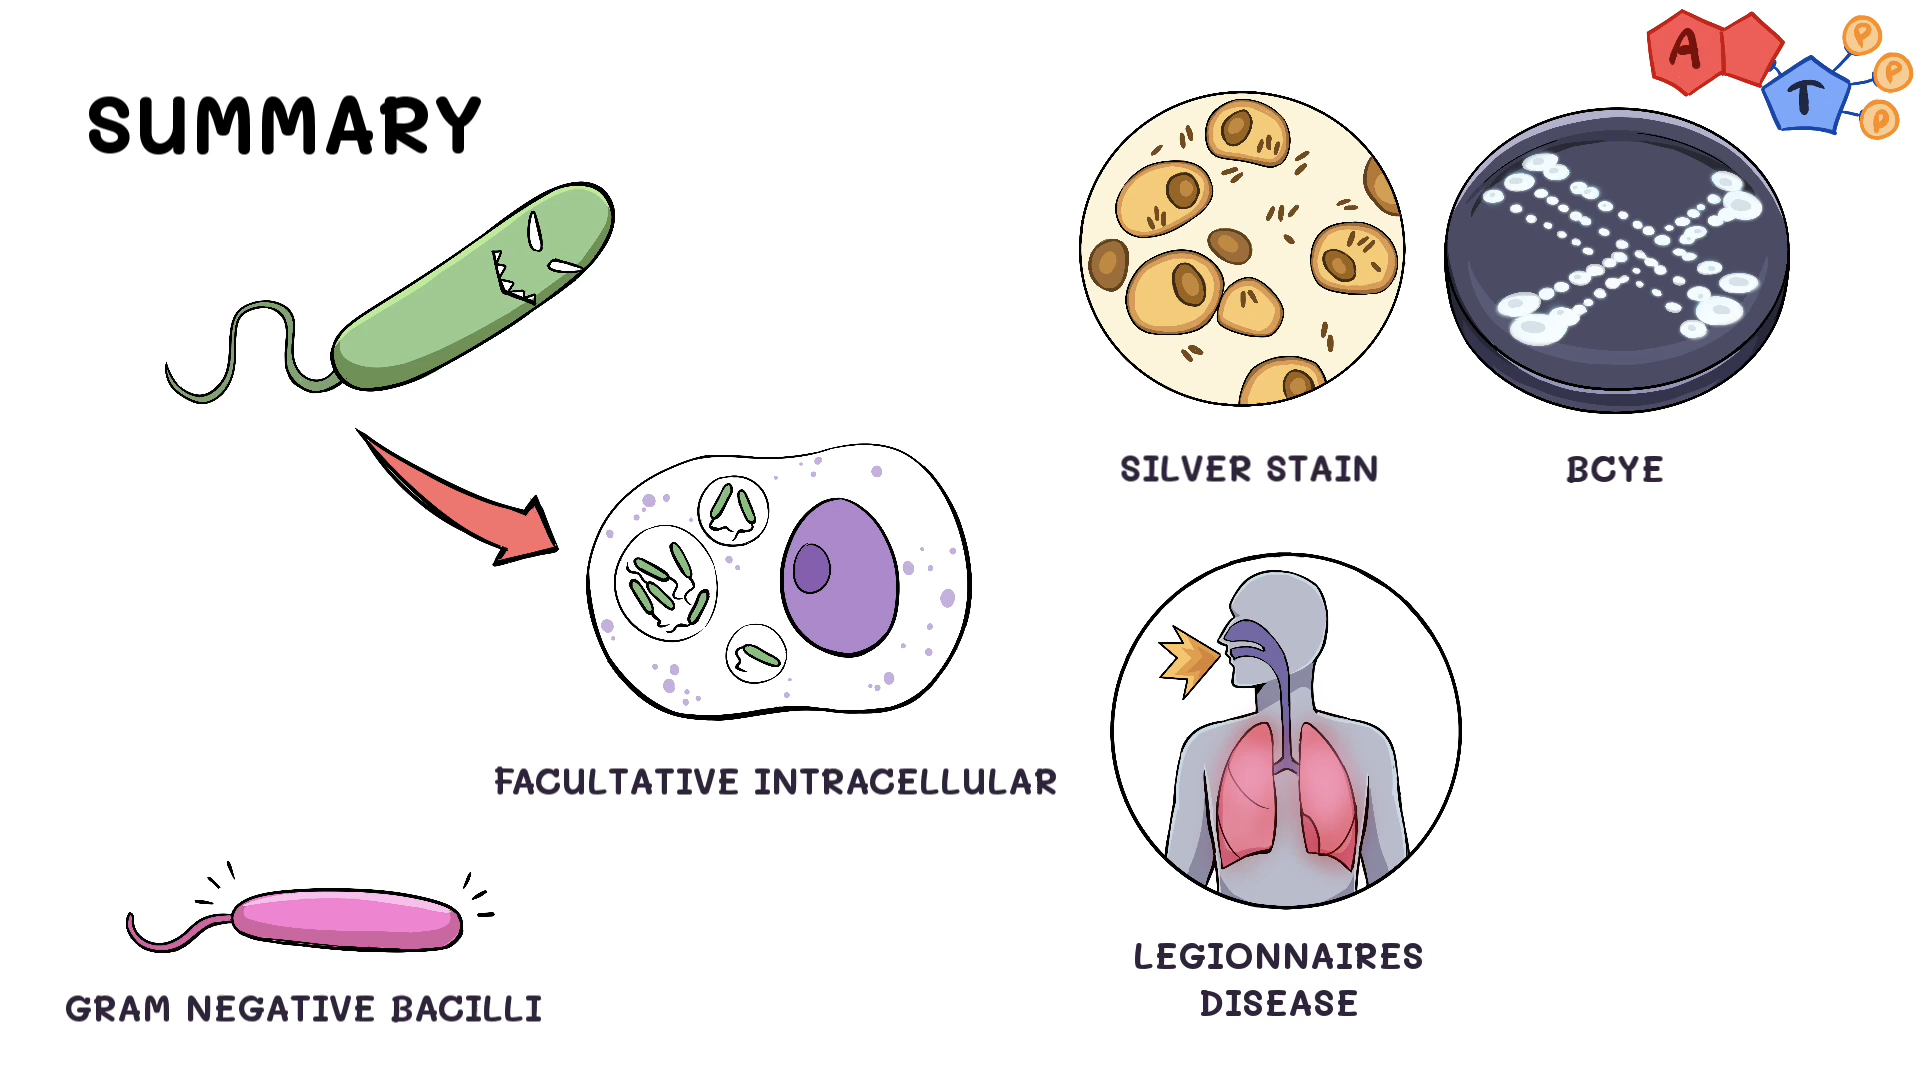 SUMMARY
A
T
P
P
P
SILVER STAIN
BCYE
FACULTATIVE INTRACELLULAR
LEGIONNAIRES
DISEASE
GRAM NEGATIVE BACILLI